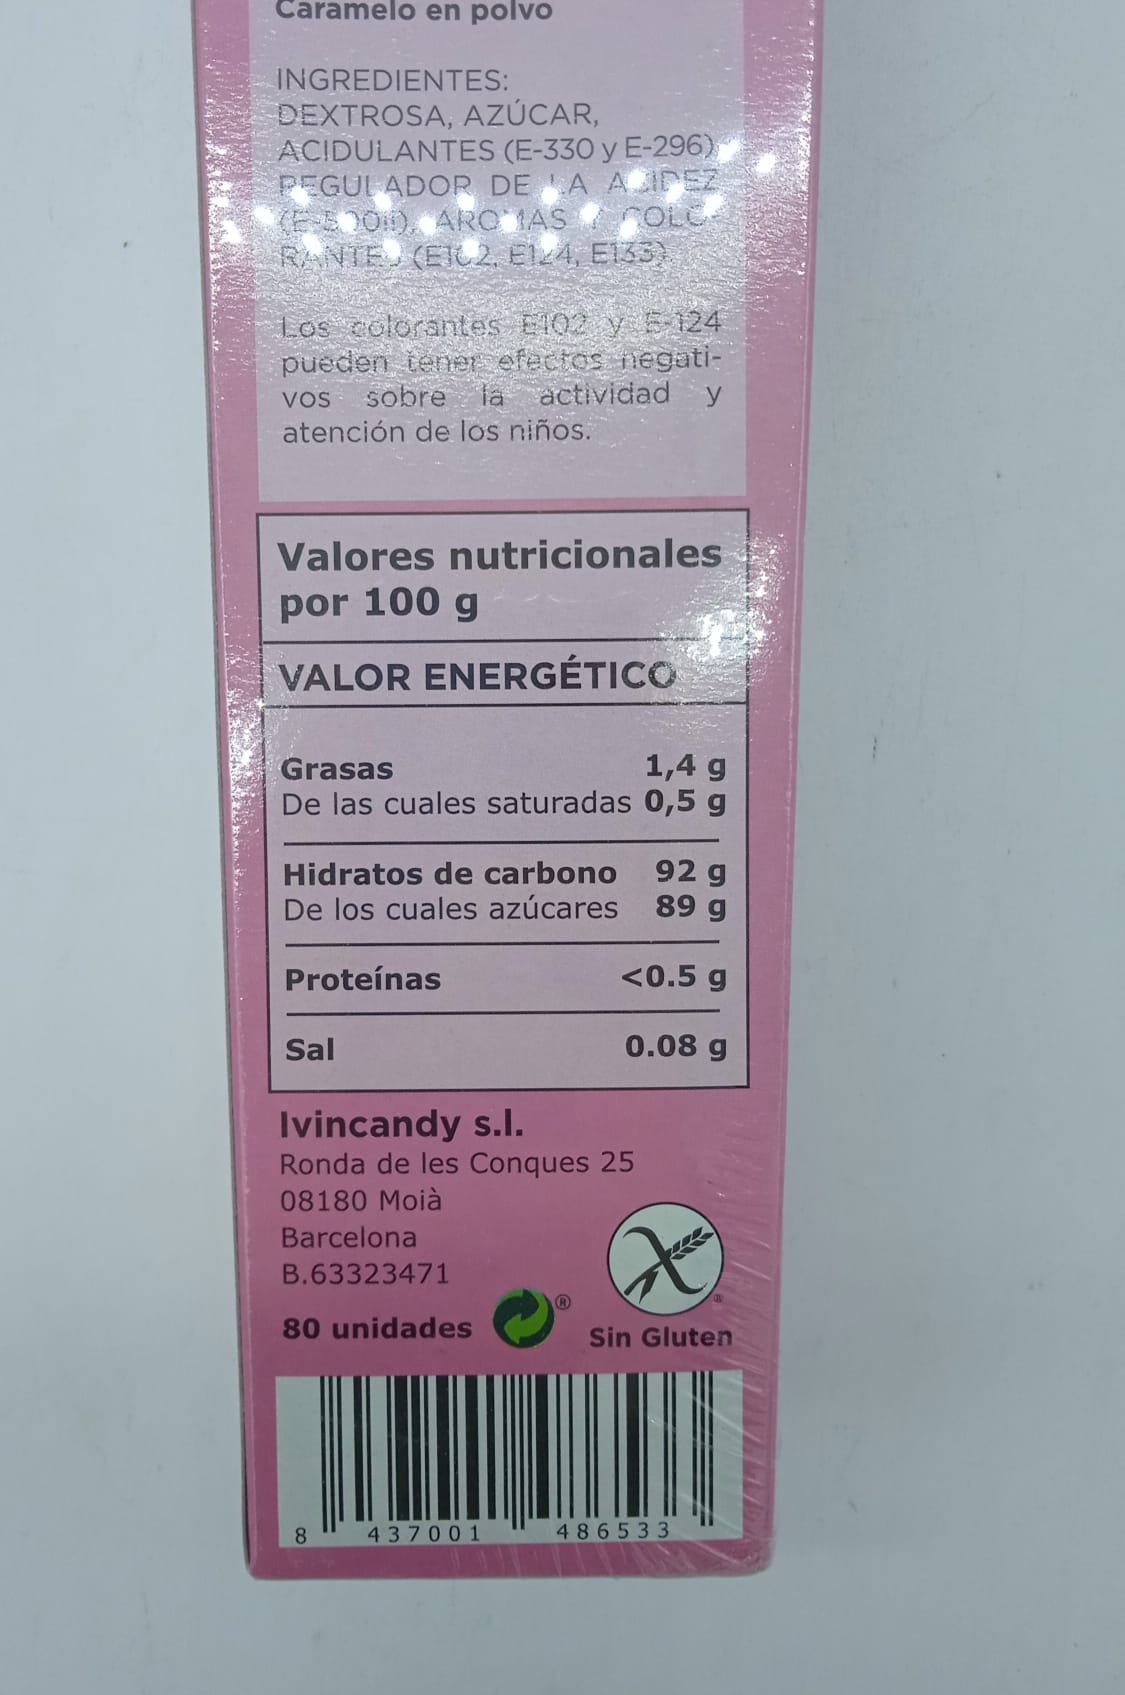 Caramelo en polvo
INGREDIENTES:
DEXTROSA, AZÚCAR,
ACIDULANTES (E-330 y E-296),
REGULADOR DE LA ACIDEZ
(E-500ii), AROMAS Y COLO-
RANTES (E102, E124, E133)
Los colorantes E102 y E-124
pueden tener efectos negati-
vos sobre la actividad y
atención de los niños.
Valores nutricionales
por 100 g
VALOR ENERGÉTICO
Grasas 1,4 g
De las cuales saturadas 0,5 g
Hidratos de carbono 92 g
De los cuales azúcares 89 g
Proteínas <0.5 g
Sal 0.08 g
Ivincandy s.l.
Ronda de les Conques 25
08180 Moià
Barcelona
B.63323471
80 unidades ®
®
Sin Gluten
8 437001 486533